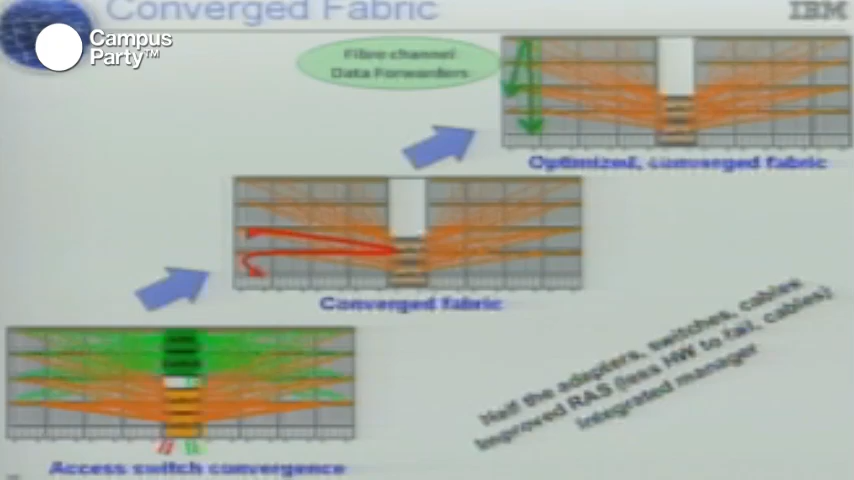 Converged Fabric
IBM
Campus
Party™
Fibre channel
Data Forwarders
Optimized, converged fabric
Converged fabric
Half the adapters, switches, cables
Improved RAS (less HW to fail, cables)
Integrated manager
Access switch convergence